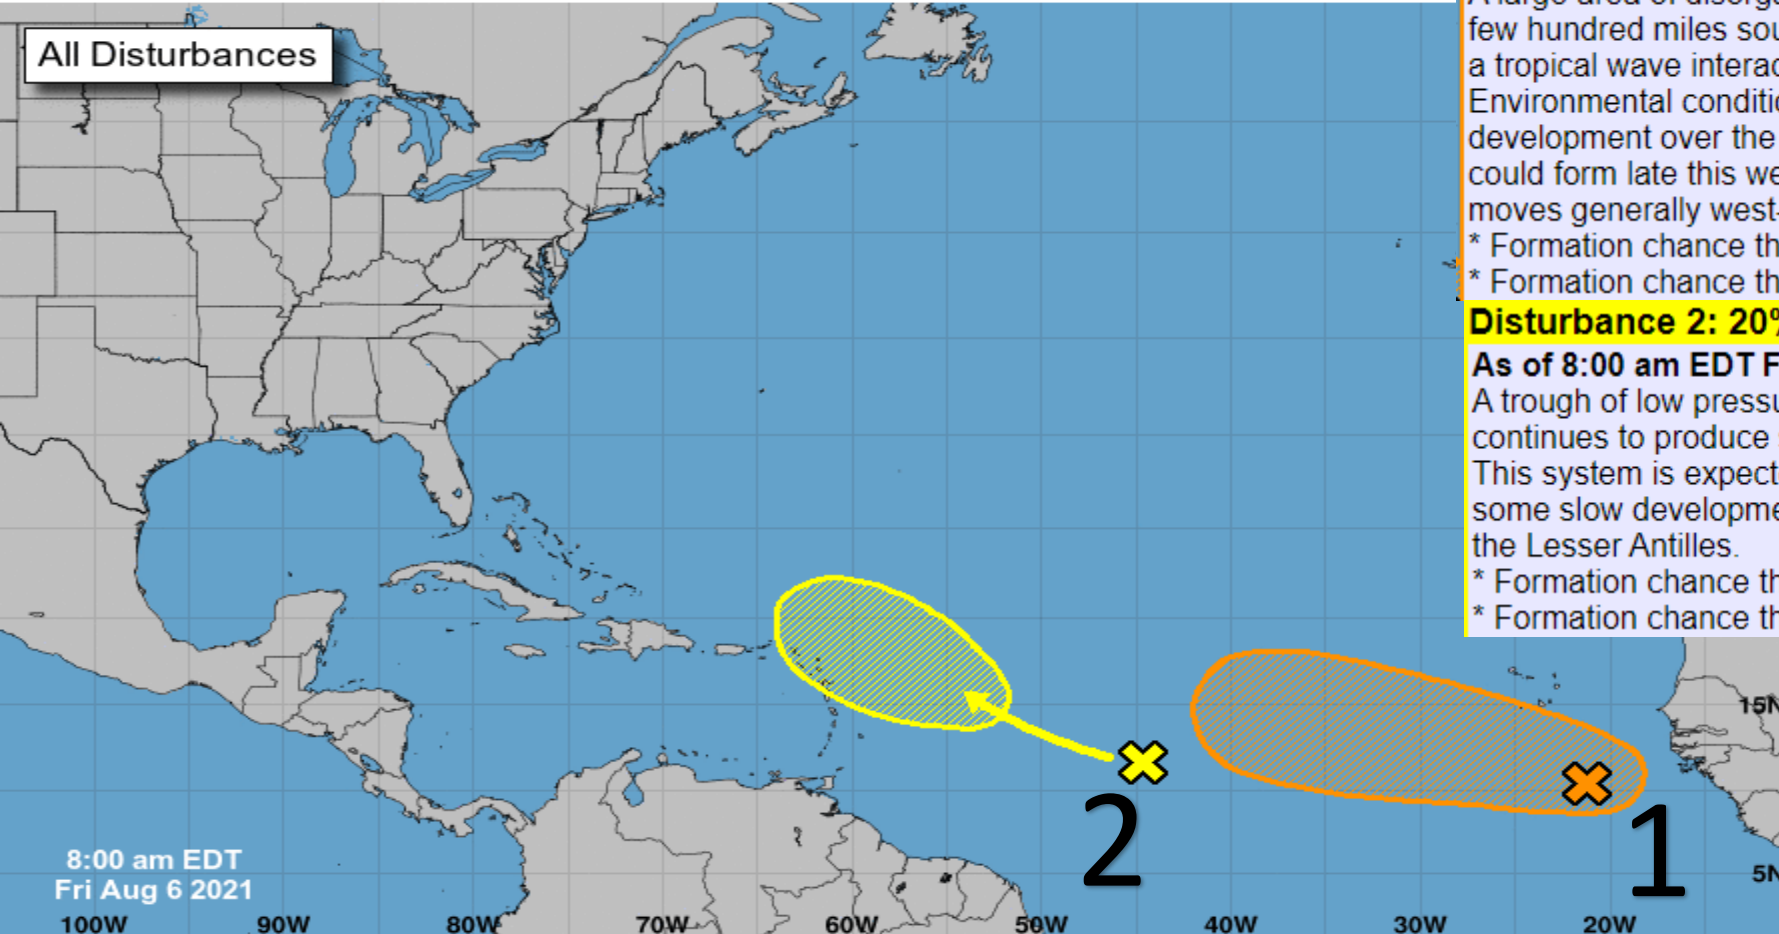 All Disturbances
A large area of disorga
few hundred miles sou
a tropical wave interac
Environmental conditio
development over the
could form late this we
moves generally west-
* Formation chance th
* Formation chance th
Disturbance 2: 20%
As of 8:00 am EDT F
A trough of low pressu
continues to produce
This system is expect
some slow developme
the Lesser Antilles.
* Formation chance th
* Formation chance th
15N
2
1
8:00 am EDT
Fri Aug 6 2021
5N
100W 90W 80W 70W 60W 50W 40W 30W 20W